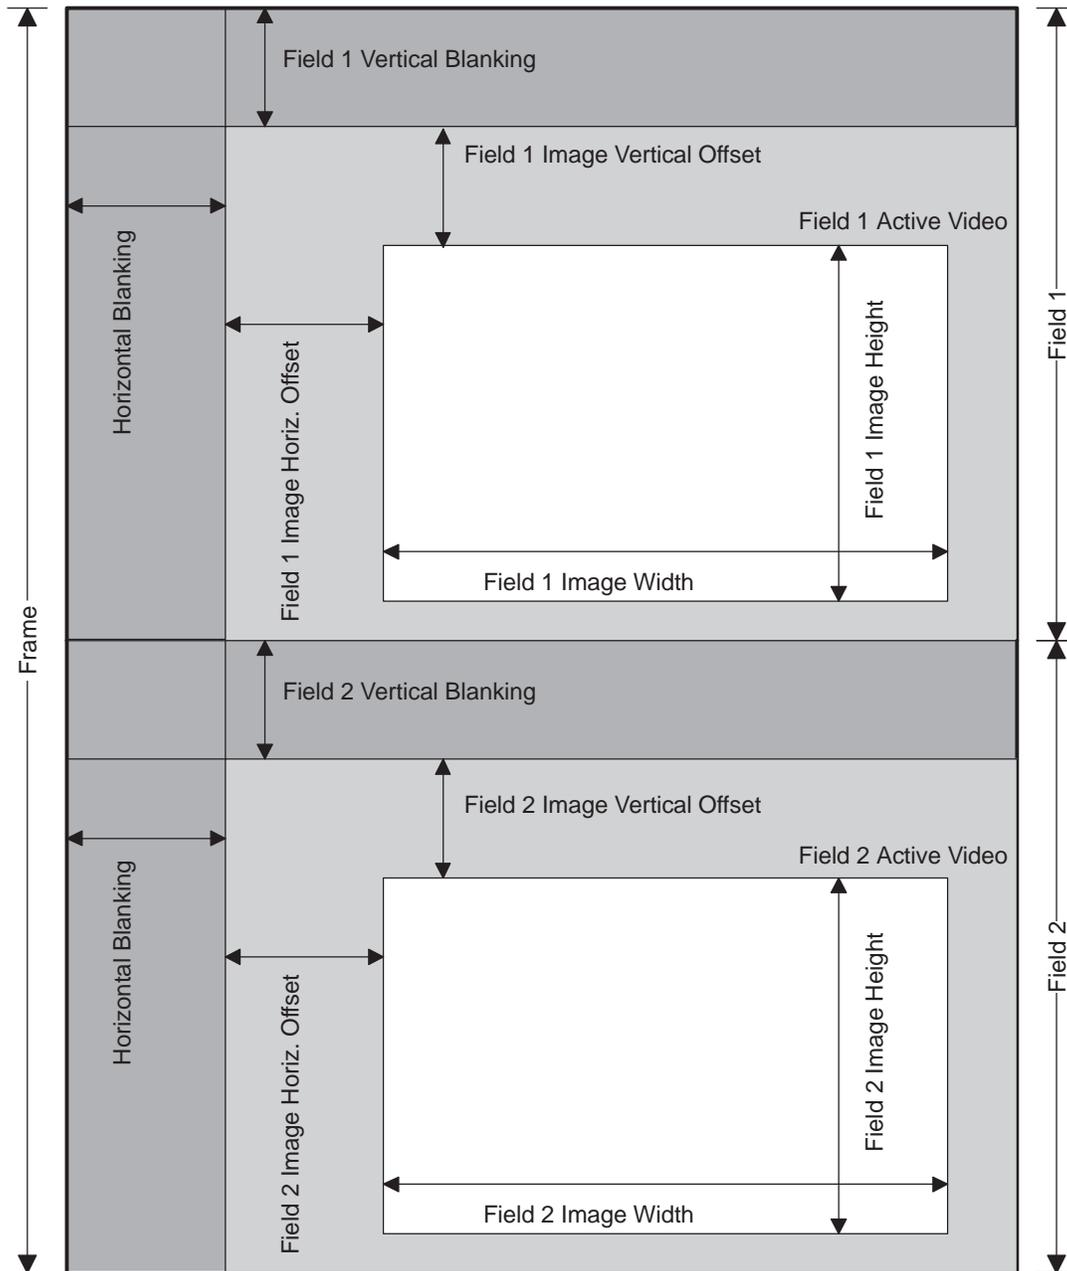 Field 1 Vertical Blanking
Field 1 Image Vertical Offset
Field 1 Active Video
Horizontal Blanking
Field 1 Image Horiz. Offset
Field 1 Image Height
Field 1 Image Width
Field 1
Frame
Field 2 Vertical Blanking
Field 2 Image Vertical Offset
Field 2 Active Video
Horizontal Blanking
Field 2 Image Horiz. Offset
Field 2 Image Height
Field 2 Image Width
Field 2